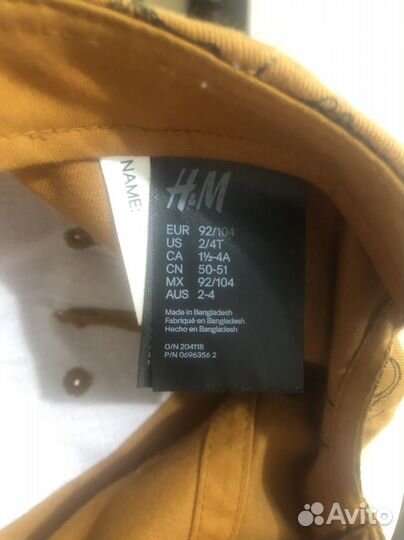 NAME:
H&M
EUR 92/104
US 2/4T
CA 1½-4A
CN 50-51
MX 92/104
AUS 2-4
Made in Bangladesh
Fabriqué en Bangladesh
Hecho en Bangladesh
O/N 204118
P/N 0696356 2
Avito